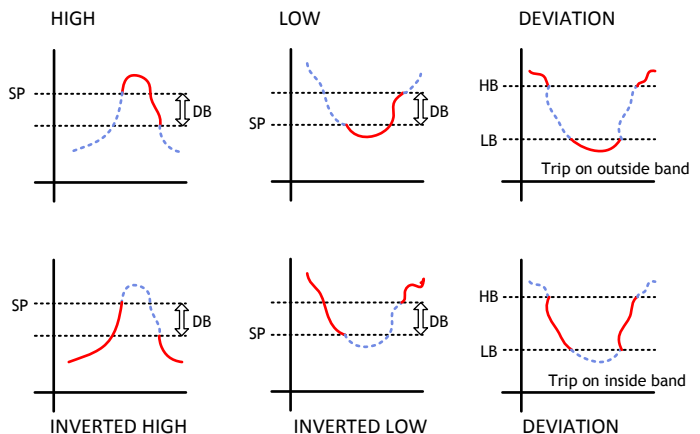 HIGH
LOW
DEVIATION
SP
DB
SP
DB
HB
LB
Trip on outside band
SP
DB
SP
DB
HB
LB
Trip on inside band
INVERTED HIGH
INVERTED LOW
DEVIATION